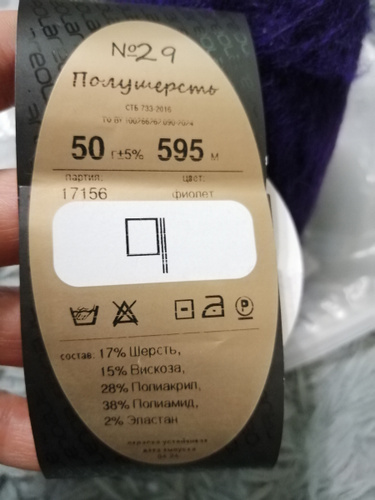 №29
Полушерсть
СТБ 733-2016
50 г±5% 595 м
партия: цвет:
17156 фиолет
P
состав: 17% Шерсть,
15% Вискоза,
28% Полиакрил,
38% Полиамид,
2% Эластан